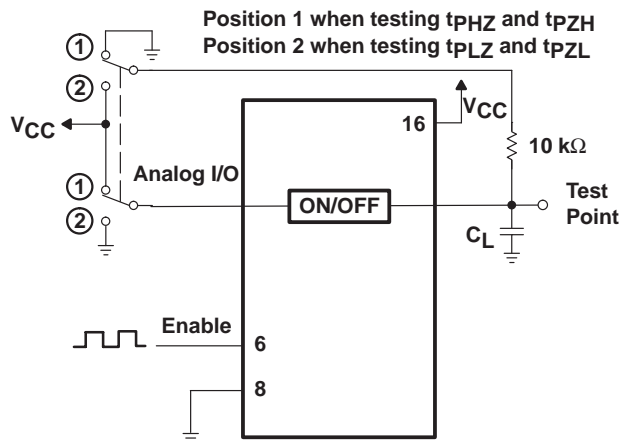 Position 1 when testing tPHZ and tPZH
Position 2 when testing tPLZ and tPZL
1
2
VCC
1
2
Analog I/O
16
VCC
10 kΩ
ON/OFF
Test
Point
CL
Enable
6
8